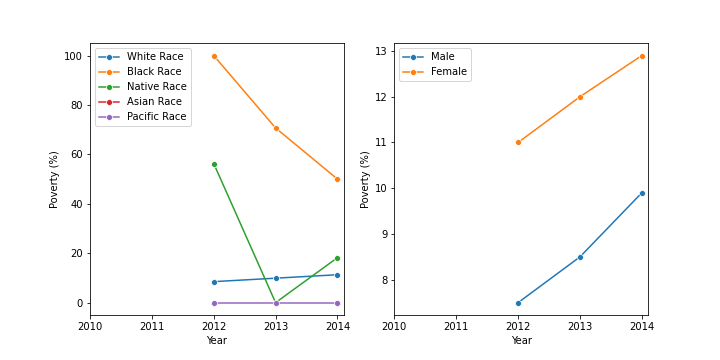 White Race
Black Race
Native Race
Asian Race
Pacific Race
100
80
60
40
20
0
Poverty (%)
2010 2011 2012 2013 2014
Year
Male
Female
13
12
11
10
9
8
Poverty (%)
2010 2011 2012 2013 2014
Year